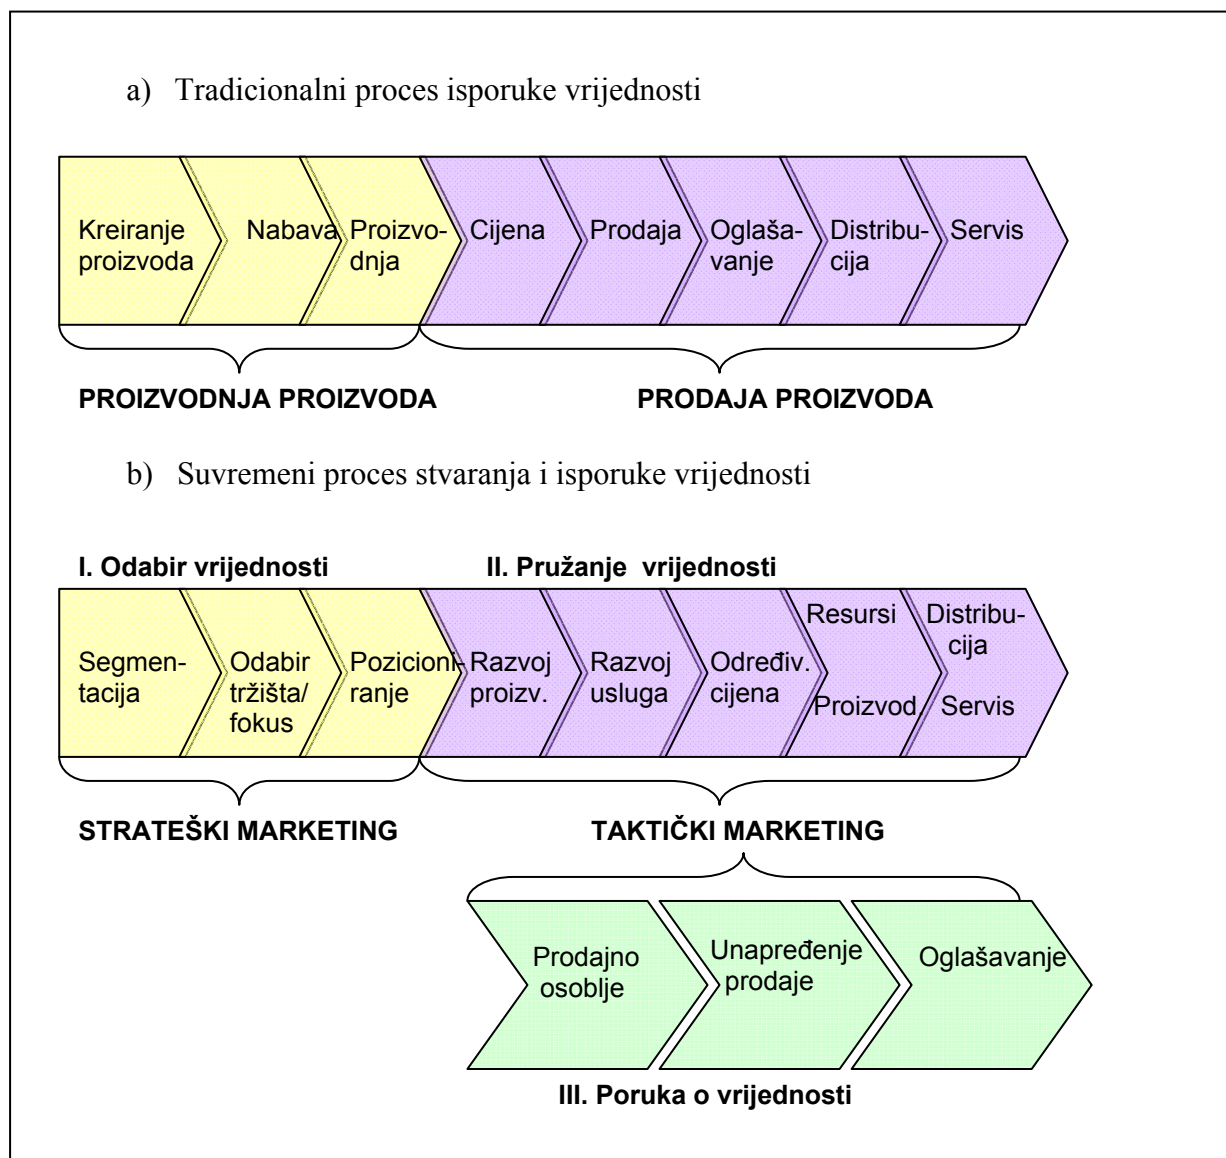 a) Tradicionalni proces isporuke vrijednosti
Kreiranje
proizvoda
Nabava
Proizvo-
dnja
Cijena
Prodaja
Oglaša-
vanje
Distribu-
cija
Servis
PROIZVODNJA PROIZVODA
PRODAJA PROIZVODA
b) Suvremeni proces stvaranja i isporuke vrijednosti
I. Odabir vrijednosti
II. Pružanje vrijednosti
Segmen-
tacija
Odabir
tržišta/
fokus
Pozicioni-
ranje
Razvoj
proizv.
Razvoj
usluga
Određiv.
cijena
Resursi
Proizvod.
Distribu-
cija
Servis
STRATEŠKI MARKETING
TAKTIČKI MARKETING
Prodajno
osoblje
Unapređenje
prodaje
Oglašavanje
III. Poruka o vrijednosti